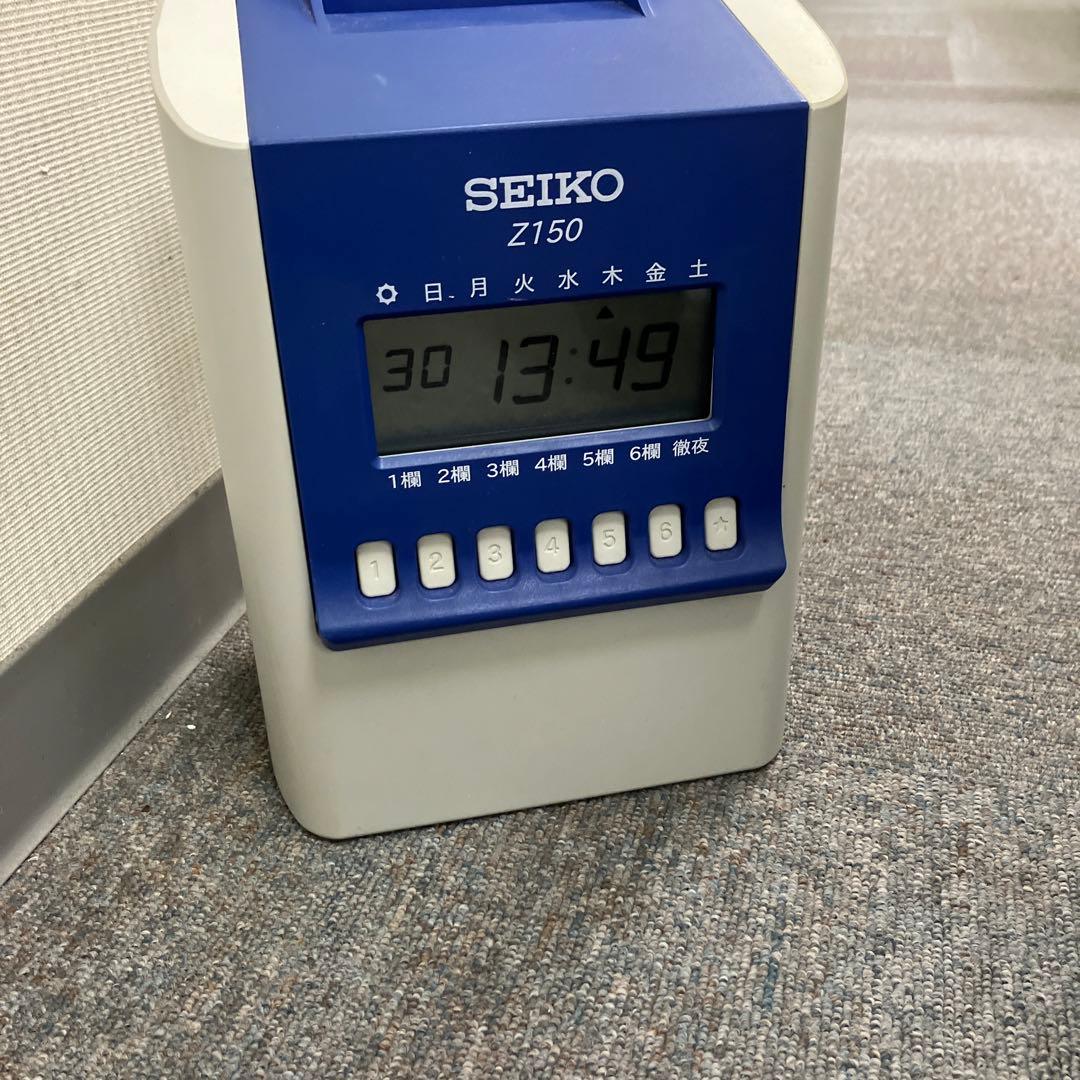 SEIKO
Z150
日 月 火 水 木 金 土
30 13:49
1欄 2欄 3欄 4欄 5欄 6欄 徹夜
1 2 3 4 5 6 ☆